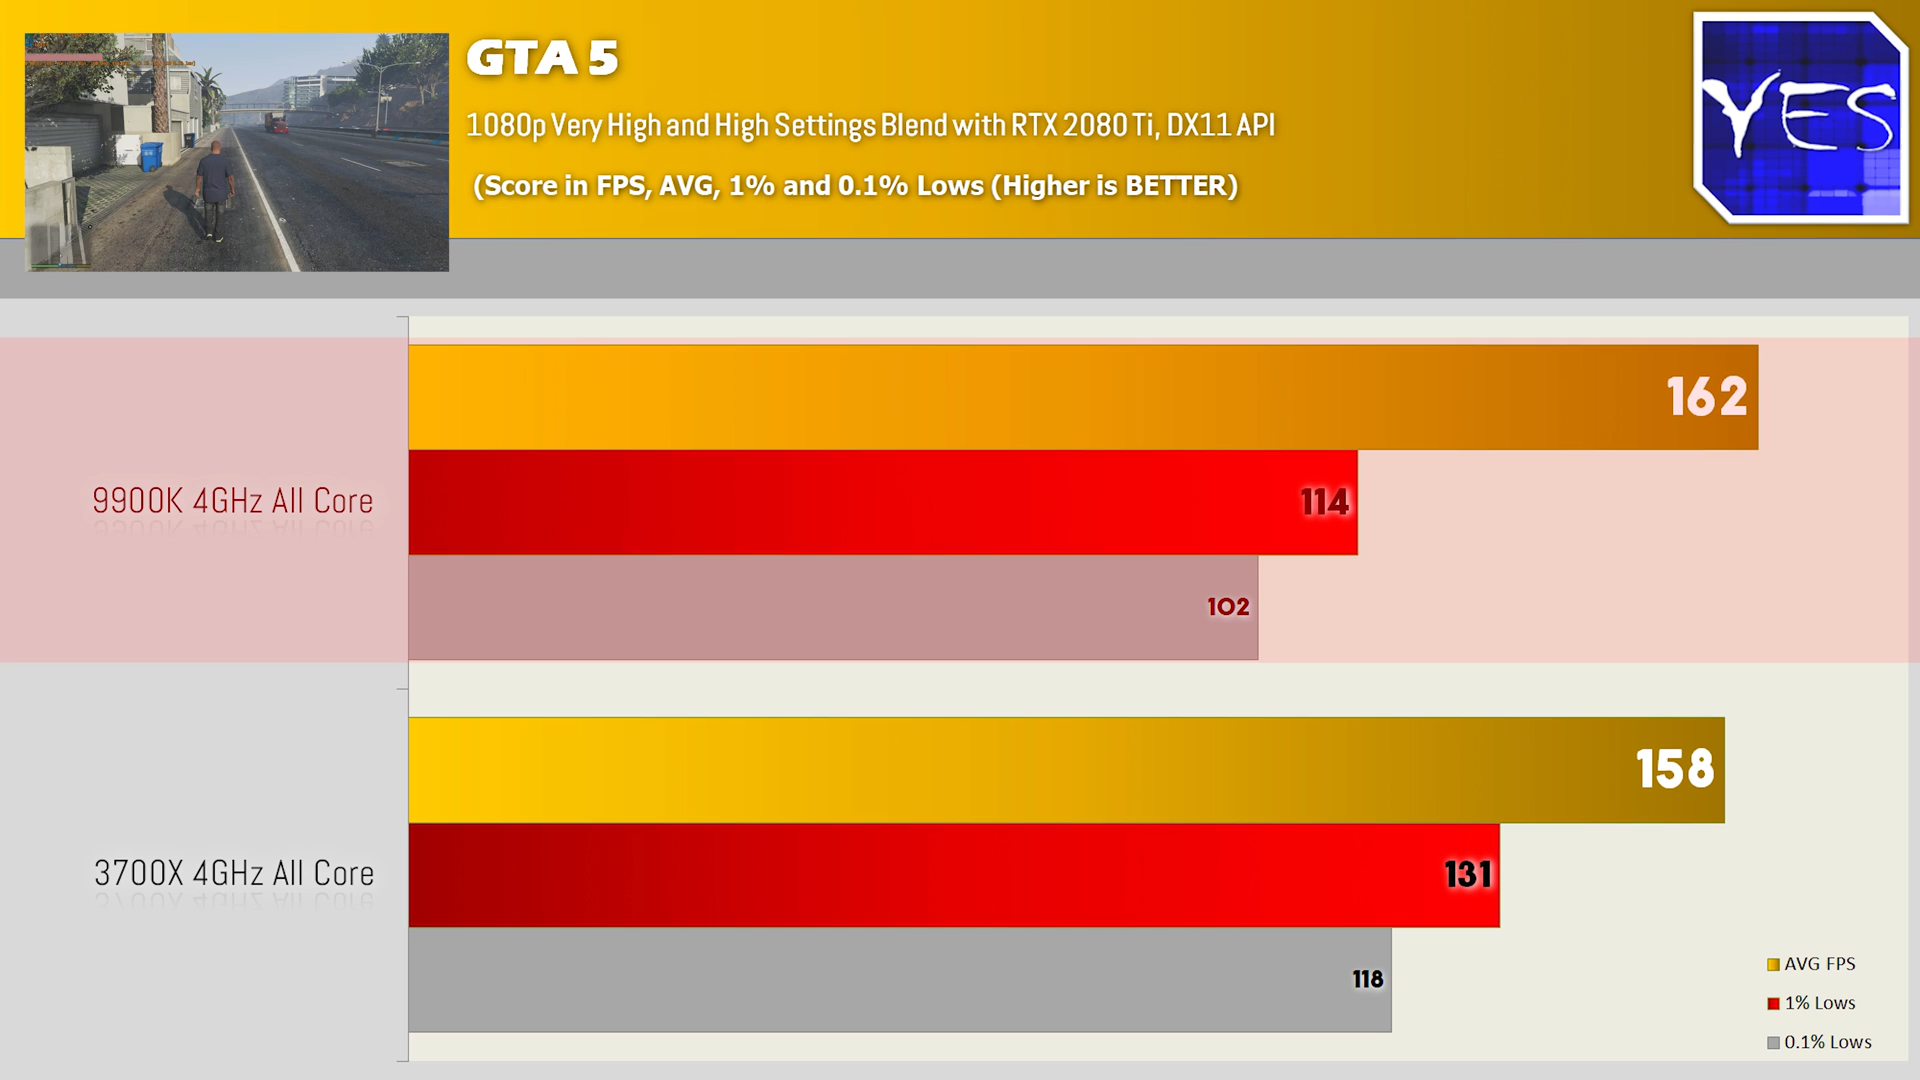 GTA 5
1080p Very High and High Settings Blend with RTX 2080 Ti, DX11 API
(Score in FPS, AVG, 1% and 0.1% Lows (Higher is BETTER)
YES
9900K 4GHz All Core
162
114
102
3700X 4GHz All Core
158
131
118
AVG FPS
1% Lows
0.1% Lows